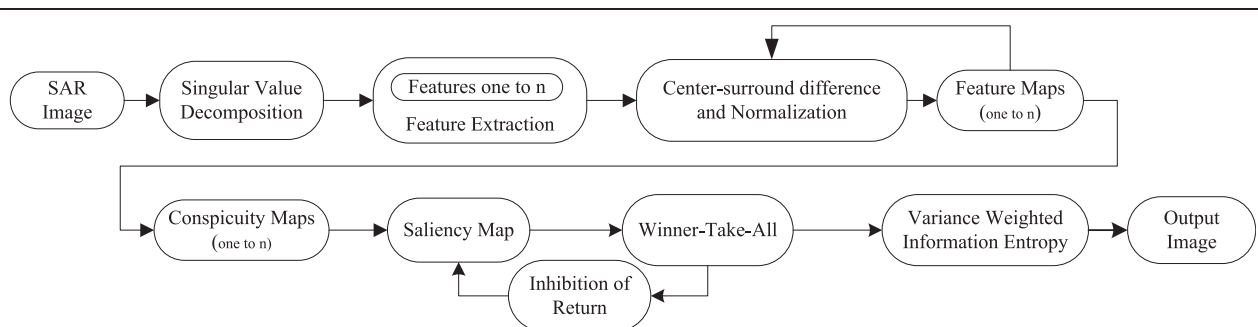 SAR
Image
Singular Value
Decomposition
Features one to n
Feature Extraction
Center-surround difference
and Normalization
Feature Maps
(one to n)
Conspicuity Maps
(one to n)
Saliency Map
Winner-Take-All
Inhibition of
Return
Variance Weighted
Information Entropy
Output
Image